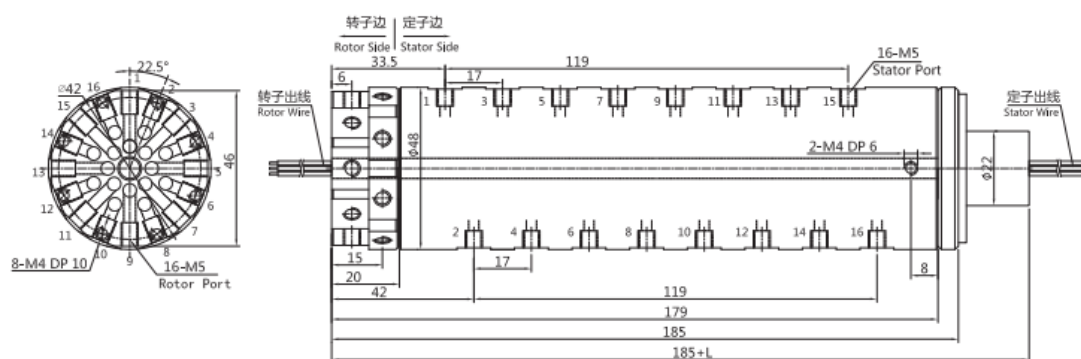 转子边
定子边
Rotor Side
Stator Side
33.5
119
16-M5
Stator Port
6
17
转子出线
Rotor Wire
定子出线
Stator Wire
1
3
5
7
9
11
13
15
Φ48
2-M4 DP 6
Φ22
2
4
6
8
10
12
14
16
15
17
8
20
42
119
179
185
185+L
22.5°
∅42
1
2
3
4
5
6
7
8
9
10
11
12
13
14
15
16
46
8-M4 DP 10
16-M5
Rotor Port